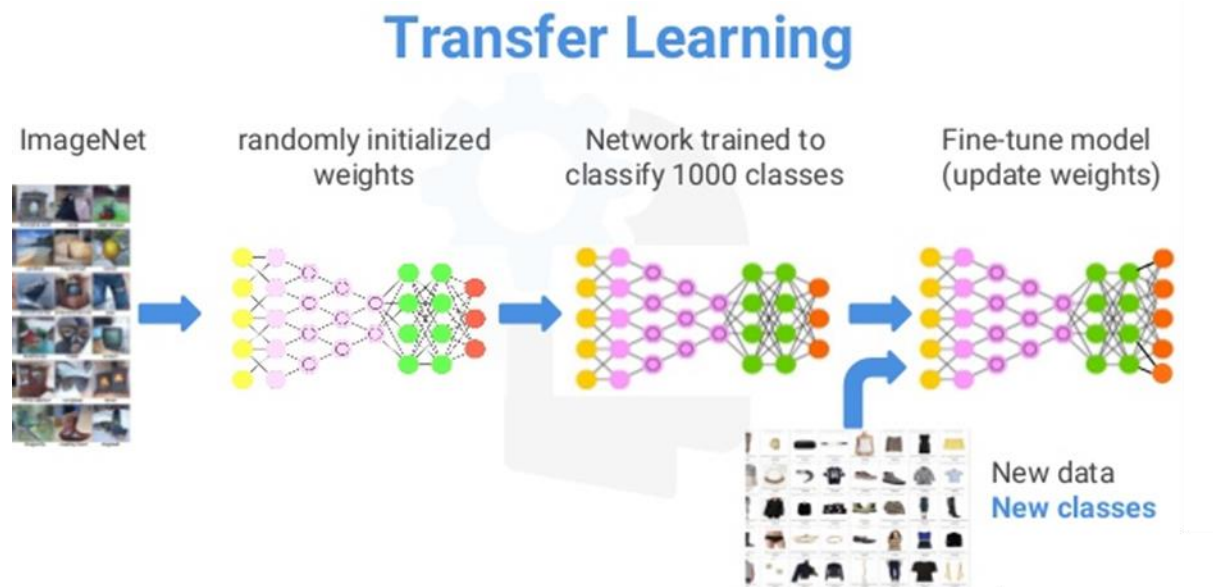 Transfer Learning
ImageNet
randomly initialized
weights
Network trained to
classify 1000 classes
Fine-tune model
(update weights)
New data
New classes